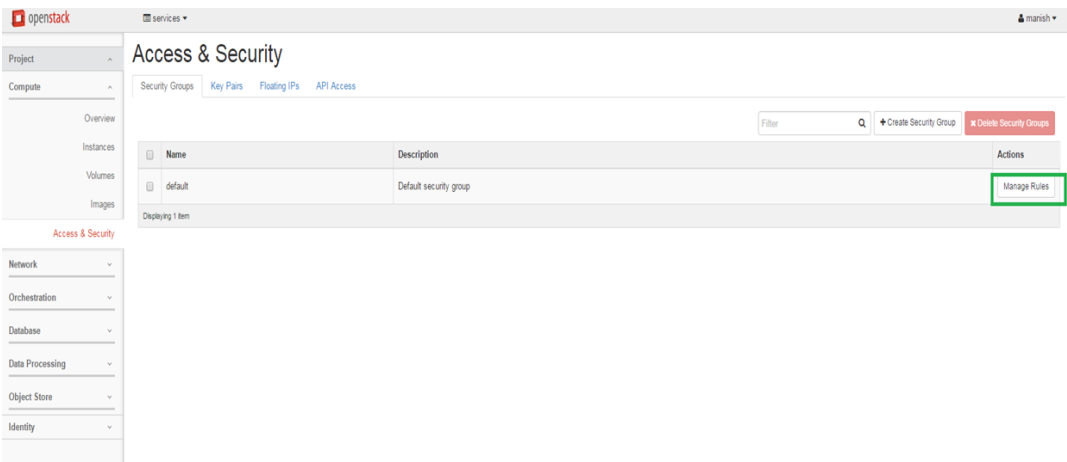 openstack
services
manish
Project
Compute
Overview
Instances
Volumes
Images
Access & Security
Network
Orchestration
Database
Data Processing
Object Store
Identity
Access & Security
Security Groups Key Pairs Floating IPs API Access
Filter + Create Security Group × Delete Security Groups
Name Description Actions
default Default security group Manage Rules
Displaying 1 item